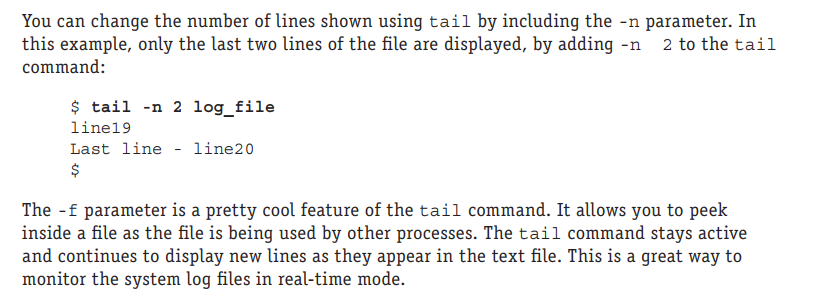 You can change the number of lines shown using tail by including the -n parameter. In
this example, only the last two lines of the file are displayed, by adding -n 2 to the tail
command:
$ tail -n 2 log_file
line19
Last line - line20
$
The -f parameter is a pretty cool feature of the tail command. It allows you to peek
inside a file as the file is being used by other processes. The tail command stays active
and continues to display new lines as they appear in the text file. This is a great way to
monitor the system log files in real-time mode.